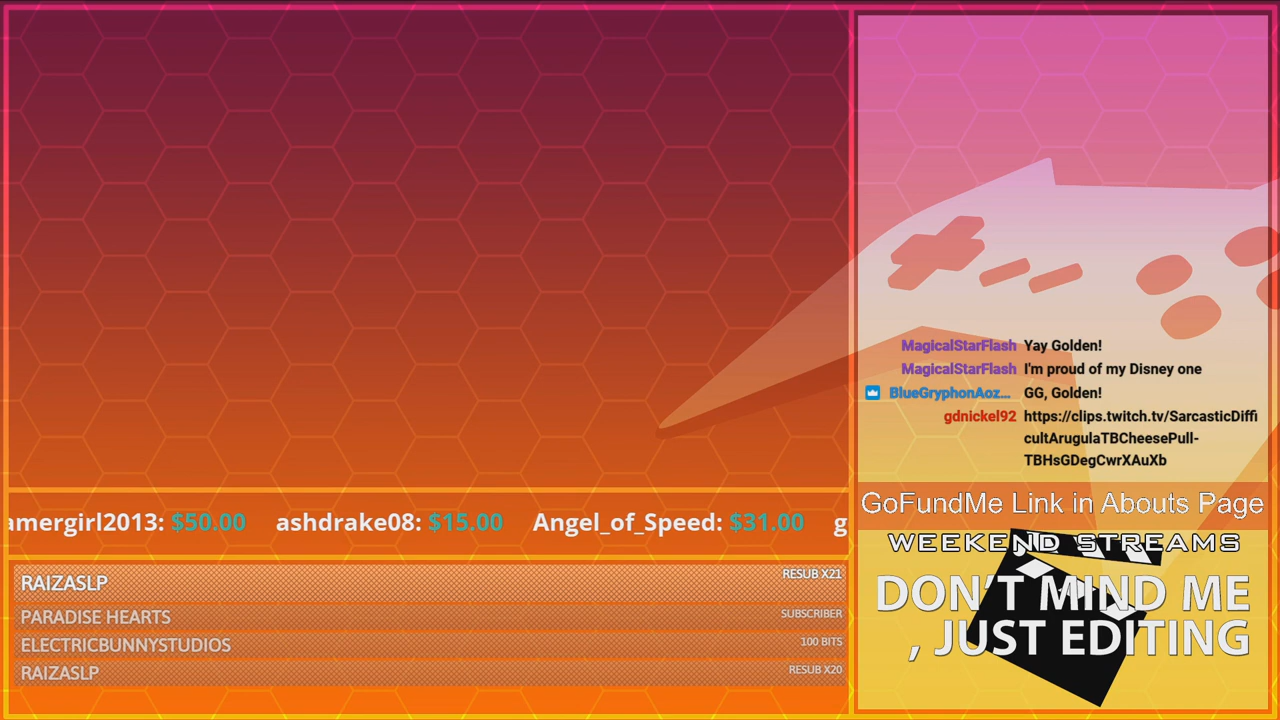 MagicalStarFlash Yay Golden!
MagicalStarFlash I'm proud of my Disney one
BlueGryphonAoz... GG, Golden!
gdnickel92 https://clips.twitch.tv/SarcasticDiffi
cultArugulaTBCheesePull-
TBHsGDegCwrXAuXb
GoFundMe Link in Abouts Page
WEEKEND STREAMS
DON'T MIND ME
, JUST EDITING
amergirl2013: $50.00 ashdrake08: $15.00 Angel_of_Speed: $31.00 g
RAIZASLP RESUB X21
PARADISE HEARTS SUBSCRIBER
ELECTRICBUNNYSTUDIOS 100 BITS
RAIZASLP RESUB X20